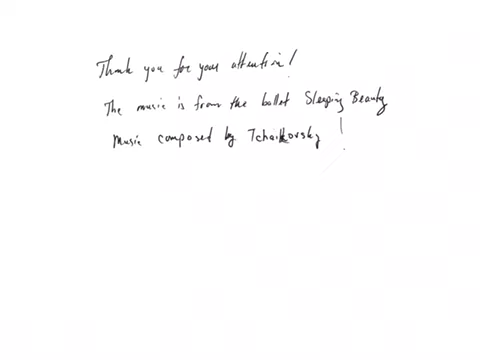 Thank you for your attention!
The music is from the ballet Sleeping Beauty
Music composed by Tchaikovsky!